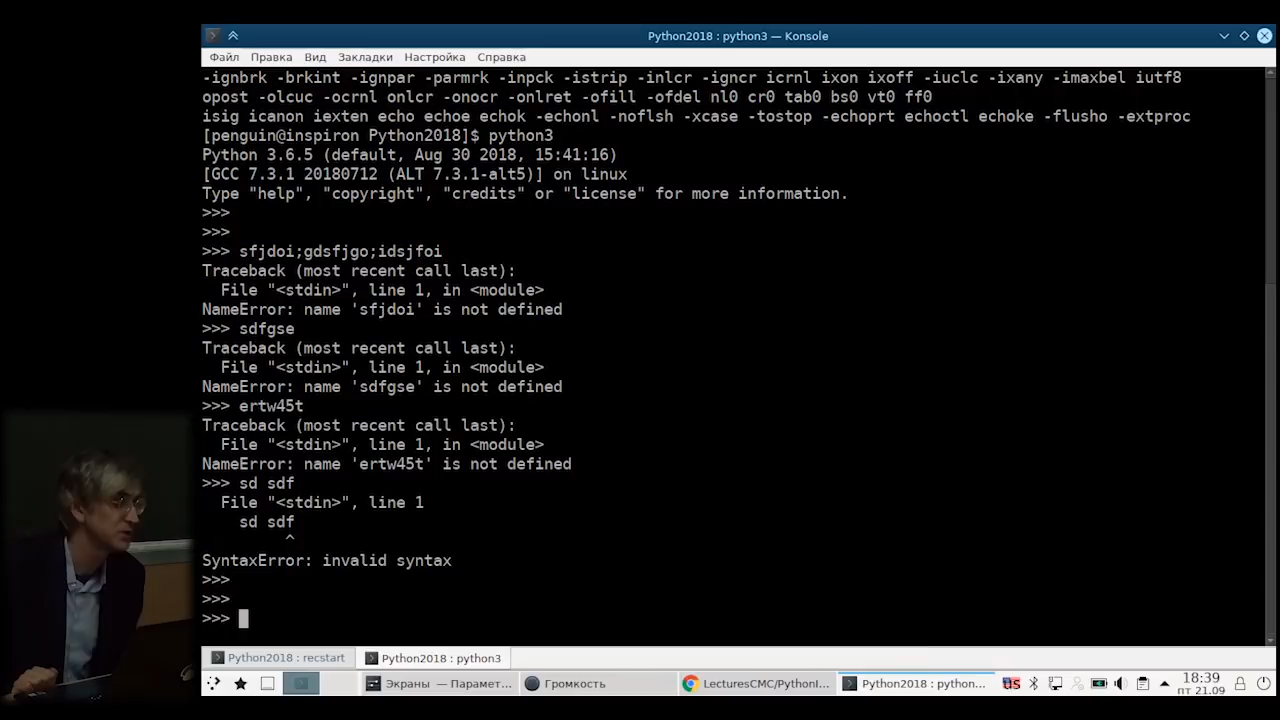 Python2018 : python3 — Konsole
Файл Правка Вид Закладки Настройка Справка
-ignbrk -brkint -ignpar -parmrk -inpck -istrip -inlcr -igncr icrnl ixon ixoff -iuclc -ixany -imaxbel iutf8
opost -olcuc -ocrnl onlcr -onocr -onlret -ofill -ofdel nl0 cr0 tab0 bs0 vt0 ff0
isig icanon iexten echo echoe echok -echonl -noflsh -xcase -tostop -echoprt echoctl echoke -flusho -extproc
[penguin@inspiron Python2018]$ python3
Python 3.6.5 (default, Aug 30 2018, 15:41:16)
[GCC 7.3.1 20180712 (ALT 7.3.1-alt5)] on linux
Type "help", "copyright", "credits" or "license" for more information.
>>>
>>>
>>> sfjdoi;gdsfjgo;idsjfoi
Traceback (most recent call last):
  File "<stdin>", line 1, in <module>
NameError: name 'sfjdoi' is not defined
>>> sdfgse
Traceback (most recent call last):
  File "<stdin>", line 1, in <module>
NameError: name 'sdfgse' is not defined
>>> ertw45t
Traceback (most recent call last):
  File "<stdin>", line 1, in <module>
NameError: name 'ertw45t' is not defined
>>> sd sdf
  File "<stdin>", line 1
    sd sdf
         ^
SyntaxError: invalid syntax
>>>
>>>
>>>
Python2018 : recstart Python2018 : python3
Экраны — Парамет... Громкость LecturesCMC/PythonI... Python2018 : python... us 18:39
пт 21.09